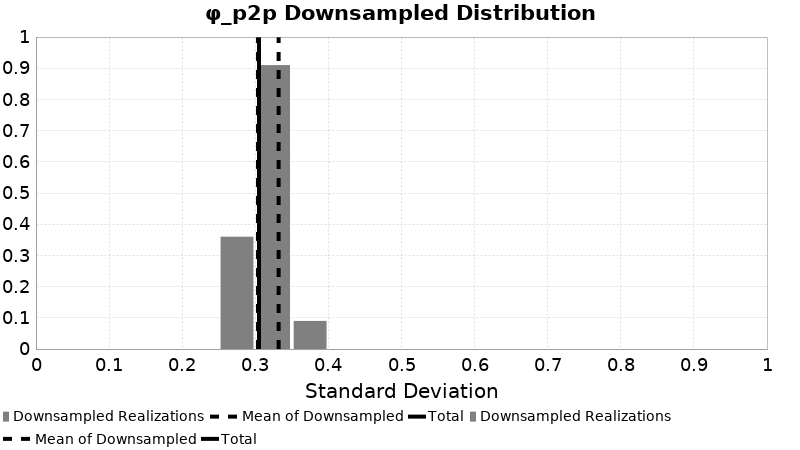 φ_p2p Downsampled Distribution
1
0.9
0.8
0.7
0.6
0.5
0.4
0.3
0.2
0.1
0
0 0.1 0.2 0.3 0.4 0.5 0.6 0.7 0.8 0.9 1
Standard Deviation
Downsampled Realizations Mean of Downsampled Total Downsampled Realizations
Mean of Downsampled Total